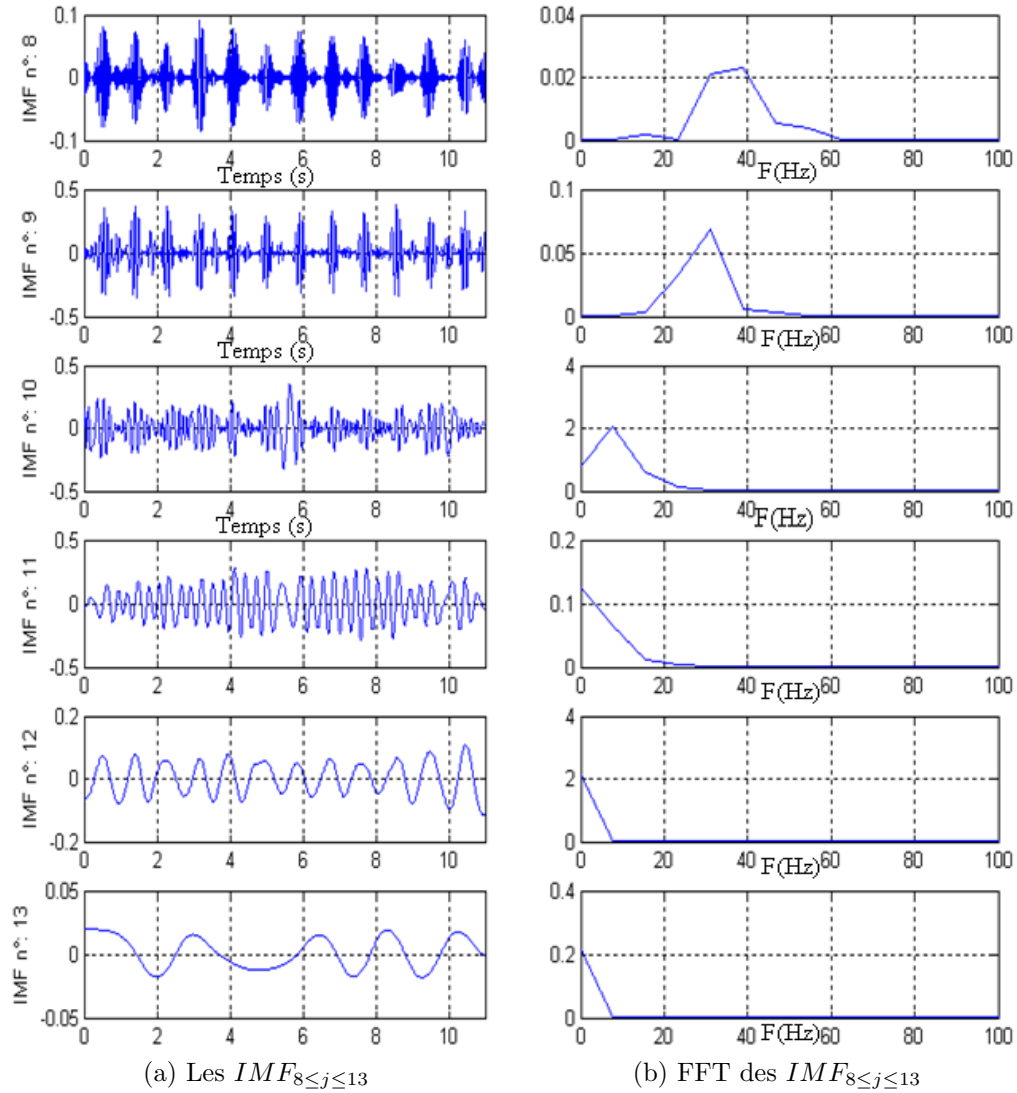 IMF n°: 8
0.1
0
-0.1
0 2 4 6 8 10
Temps (s)
0.04
0.02
0
0 20 40 60 80 100
F(Hz)
IMF n°: 9
0.5
0
-0.5
0 2 4 6 8 10
Temps (s)
0.1
0.05
0
0 20 40 60 80 100
F(Hz)
IMF n°: 10
0.5
0
-0.5
0 2 4 6 8 10
Temps (s)
4
2
0
0 20 40 60 80 100
F(Hz)
IMF n°: 11
0.5
0
-0.5
0 2 4 6 8 10
0.2
0.1
0
0 20 40 60 80 100
F(Hz)
IMF n°: 12
0.2
0
-0.2
0 2 4 6 8 10
4
2
0
0 20 40 60 80 100
F(Hz)
IMF n°: 13
0.05
0
-0.05
0 2 4 6 8 10
0.4
0.2
0
0 20 40 60 80 100
F(Hz)
(a) Les IMF8≤j≤13
(b) FFT des IMF8≤j≤13